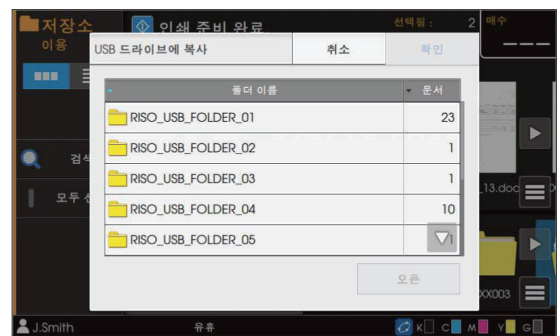 저장소
인쇄 준비 완료
선택됨 :
2
매수
이용
USB 드라이브에 복사
취소
확인
폴더 이름
문서
RISO_USB_FOLDER_01
23
RISO_USB_FOLDER_02
1
RISO_USB_FOLDER_03
1
RISO_USB_FOLDER_04
10
RISO_USB_FOLDER_05
1
검색
모두 선
_13.doc
오픈
XX003
J.Smith
유휴
K
C
M
Y
G